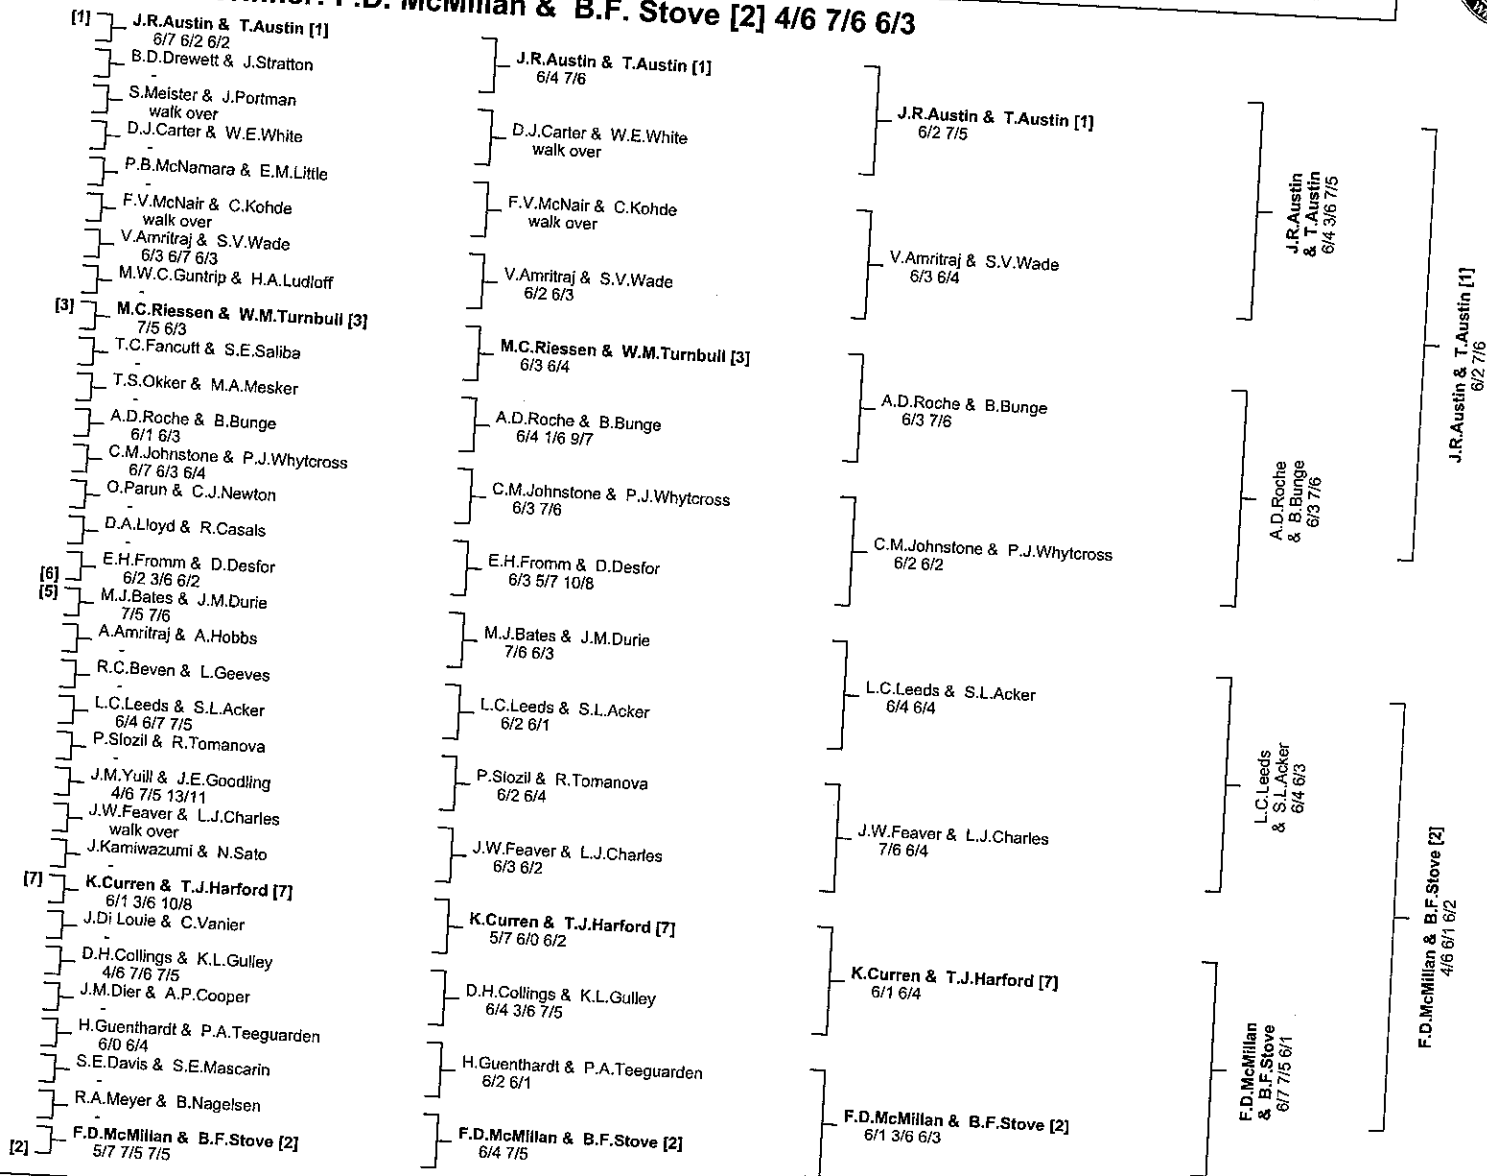 F.D. McMillan & B.F. Stove [2] 4/6 7/6 6/3
[1] J.R.Austin & T.Austin [1]
6/7 6/2 6/2
B.D.Drewett & J.Stratton
-
S.Meister & J.Portman
walk over
D.J.Carter & W.E.White
-
P.B.McNamara & E.M.Little
-
F.V.McNair & C.Kohde
walk over
V.Amritraj & S.V.Wade
6/3 6/7 6/3
M.W.C.Guntrip & H.A.Ludloff
-
[3] M.C.Riessen & W.M.Turnbull [3]
7/5 6/3
T.C.Fancutt & S.E.Saliba
-
T.S.Okker & M.A.Mesker
-
A.D.Roche & B.Bunge
6/1 6/3
C.M.Johnstone & P.J.Whytcross
6/7 6/3 6/4
O.Parun & C.J.Newton
-
D.A.Lloyd & R.Casals
-
[6] E.H.Fromm & D.Desfor
6/2 3/6 6/2
[5] M.J.Bates & J.M.Durie
7/5 7/6
A.Amritraj & A.Hobbs
-
R.C.Beven & L.Geeves
-
L.C.Leeds & S.L.Acker
6/4 6/7 7/5
P.Slozil & R.Tomanova
-
J.M.Yuill & J.E.Goodling
4/6 7/5 13/11
J.W.Feaver & L.J.Charles
walk over
J.Kamiwazumi & N.Sato
-
[7] K.Curren & T.J.Harford [7]
6/1 3/6 10/8
J.Di Louie & C.Vanier
-
D.H.Collings & K.L.Gulley
4/6 7/6 7/5
J.M.Dier & A.P.Cooper
-
H.Guenthardt & P.A.Teeguarden
6/0 6/4
S.E.Davis & S.E.Mascarin
-
R.A.Meyer & B.Nagelsen
-
[2] F.D.McMillan & B.F.Stove [2]
5/7 7/5 7/5
J.R.Austin & T.Austin [1]
6/4 7/6
D.J.Carter & W.E.White
walk over
F.V.McNair & C.Kohde
walk over
V.Amritraj & S.V.Wade
6/2 6/3
M.C.Riessen & W.M.Turnbull [3]
6/3 6/4
A.D.Roche & B.Bunge
6/4 1/6 9/7
C.M.Johnstone & P.J.Whytcross
6/3 7/6
E.H.Fromm & D.Desfor
6/3 5/7 10/8
M.J.Bates & J.M.Durie
7/6 6/3
L.C.Leeds & S.L.Acker
6/2 6/1
P.Slozil & R.Tomanova
6/2 6/4
J.W.Feaver & L.J.Charles
6/3 6/2
K.Curren & T.J.Harford [7]
5/7 6/0 6/2
D.H.Collings & K.L.Gulley
6/4 3/6 7/5
H.Guenthardt & P.A.Teeguarden
6/2 6/1
F.D.McMillan & B.F.Stove [2]
6/4 7/5
J.R.Austin & T.Austin [1]
6/2 7/5
V.Amritraj & S.V.Wade
6/3 6/4
A.D.Roche & B.Bunge
6/3 7/6
C.M.Johnstone & P.J.Whytcross
6/2 6/2
L.C.Leeds & S.L.Acker
6/4 6/4
J.W.Feaver & L.J.Charles
7/6 6/4
K.Curren & T.J.Harford [7]
6/1 6/4
F.D.McMillan & B.F.Stove [2]
6/1 3/6 6/3
J.R.Austin
& T.Austin
6/4 3/6 7/5
A.D.Roche
& B.Bunge
6/3 7/6
L.C.Leeds
& S.L.Acker
6/4 6/3
F.D.McMillan
& B.F.Stove
6/7 7/5 6/1
J.R.Austin & T.Austin [1]
6/2 7/6
F.D.McMillan & B.F.Stove [2]
4/6 6/1 6/2